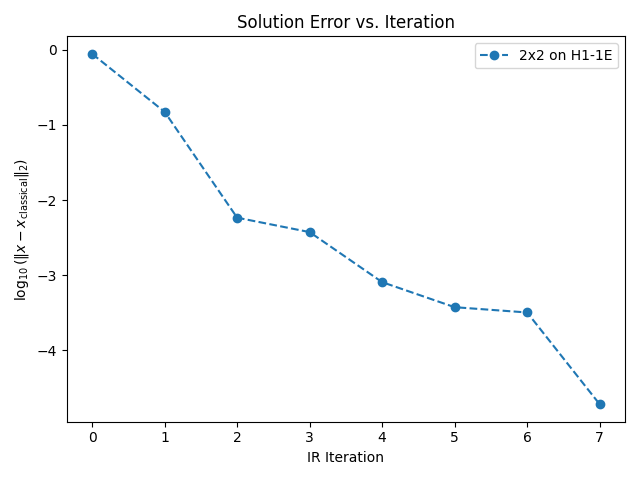 Solution Error vs. Iteration
2x2 on H1-1E
log₁₀ (‖x − x_classical‖₂)
0
−1
−2
−3
−4
0 1 2 3 4 5 6 7
IR Iteration